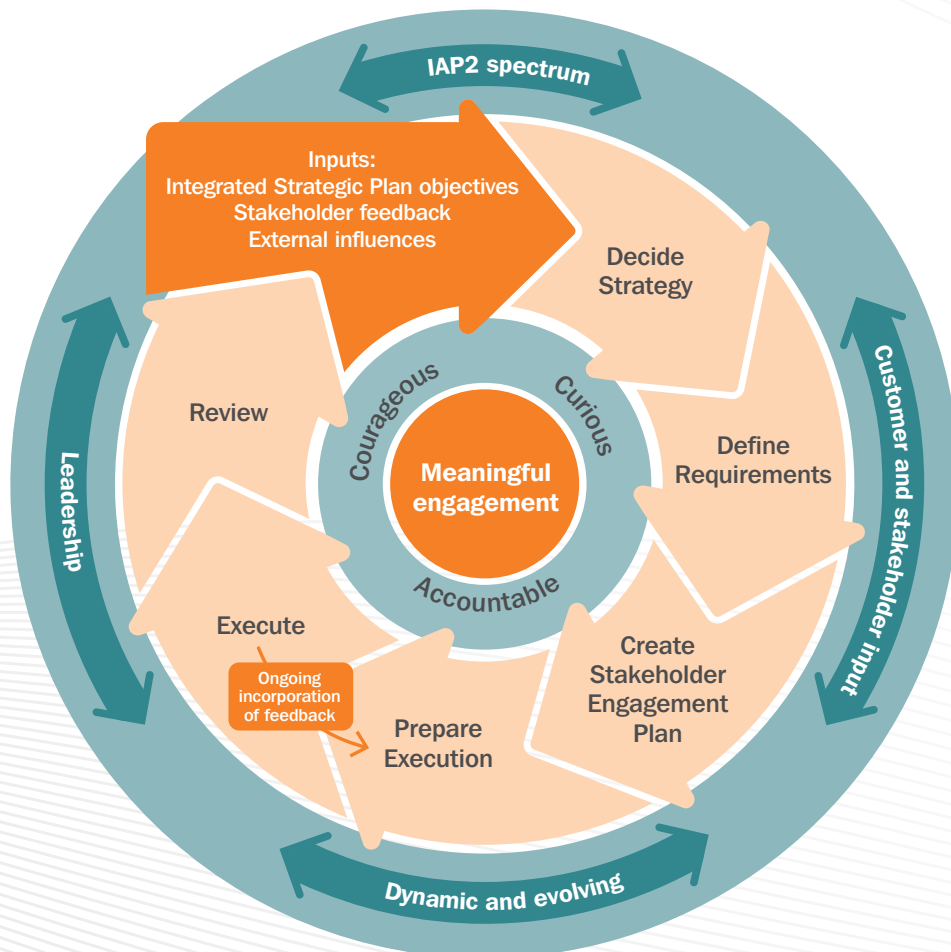 IAP2 spectrum
Inputs:
Integrated Strategic Plan objectives
Stakeholder feedback
External influences
Decide
Strategy
Customer and stakeholder input
Define
Requirements
Create
Stakeholder
Engagement
Plan
Prepare
Execution
Dynamic and evolving
Execute
Ongoing
incorporation
of feedback
Review
Leadership
Courageous
Curious
Accountable
Meaningful
engagement